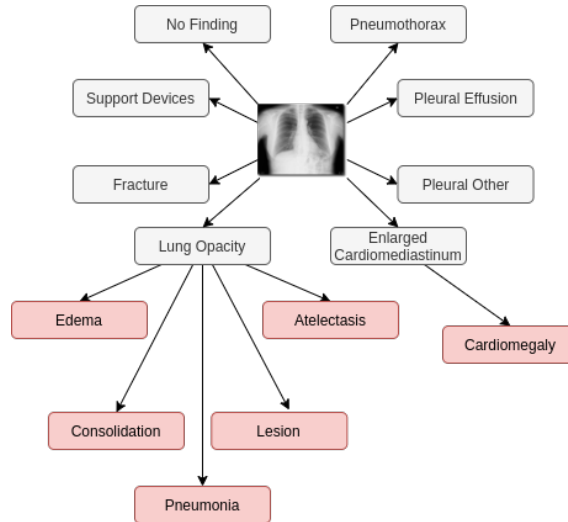 No Finding
Pneumothorax
Support Devices
Pleural Effusion
Fracture
Pleural Other
Lung Opacity
Enlarged
Cardiomediastinum
Edema
Atelectasis
Cardiomegaly
Consolidation
Lesion
Pneumonia